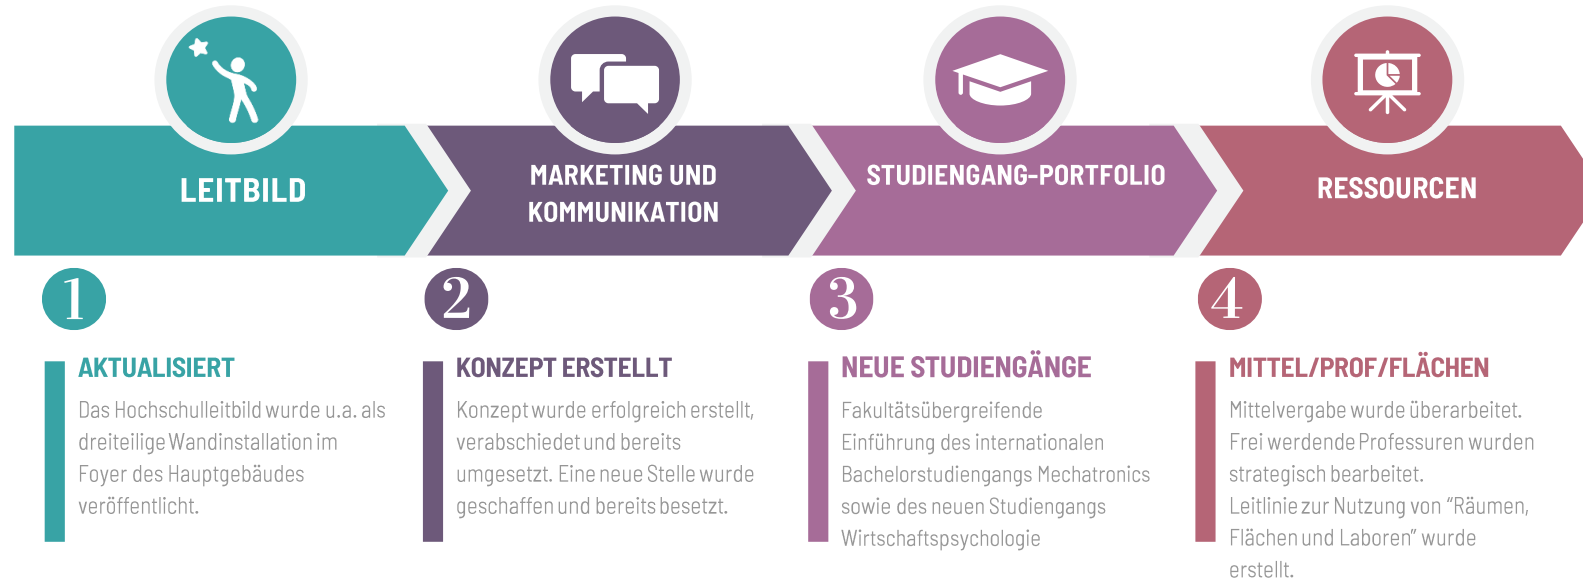 LEITBILD
MARKETING UND
KOMMUNIKATION
STUDIENGANG-PORTFOLIO
RESSOURCEN
1
AKTUALISIERT
Das Hochschulleitbild wurde u.a. als
dreiteilige Wandinstallation im
Foyer des Hauptgebäudes
veröffentlicht.
2
KONZEPT ERSTELLT
Konzept wurde erfolgreich erstellt,
verabschiedet und bereits
umgesetzt. Eine neue Stelle wurde
geschaffen und bereits besetzt.
3
NEUE STUDIENGÄNGE
Fakultätsübergreifende
Einführung des internationalen
Bachelorstudiengangs Mechatronics
sowie des neuen Studiengangs
Wirtschaftspsychologie
4
MITTEL/PROF/FLÄCHEN
Mittelvergabe wurde überarbeitet.
Frei werdende Professuren wurden
strategisch bearbeitet.
Leitlinie zur Nutzung von “Räumen,
Flächen und Laboren” wurde
erstellt.